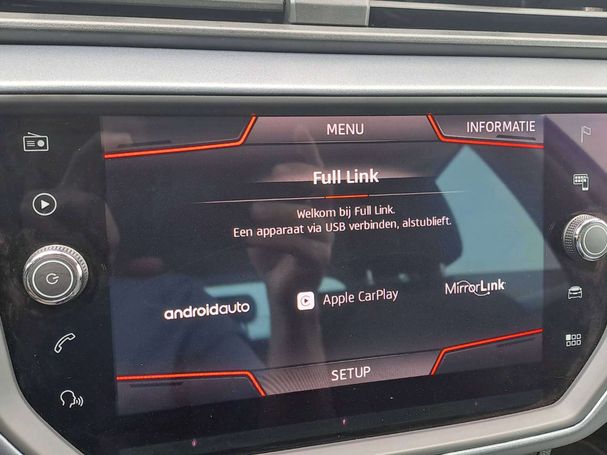 MENU
INFORMATIE
Full Link
Welkom bij Full Link.
Een apparaat via USB verbinden, alstublieft.
androidauto
Apple CarPlay
MirrorLink
SETUP